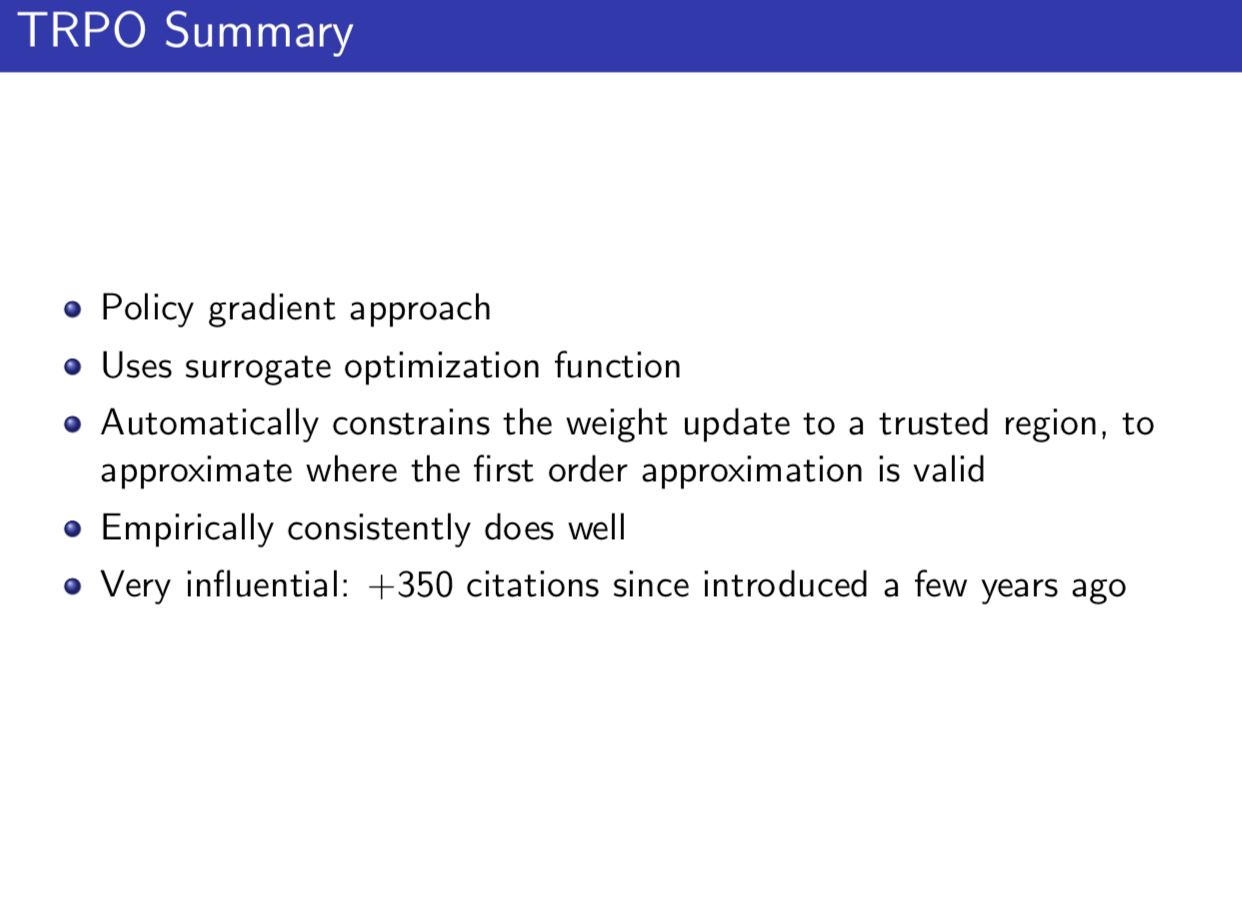 TRPO Summary
Policy gradient approach
Uses surrogate optimization function
Automatically constrains the weight update to a trusted region, to
approximate where the first order approximation is valid
Empirically consistently does well
Very influential: +350 citations since introduced a few years ago